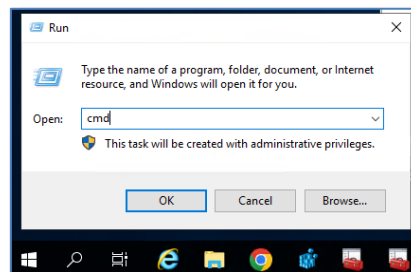 Run
Type the name of a program, folder, document, or Internet
resource, and Windows will open it for you.
Open:
cmd
This task will be created with administrative privileges.
OK
Cancel
Browse...